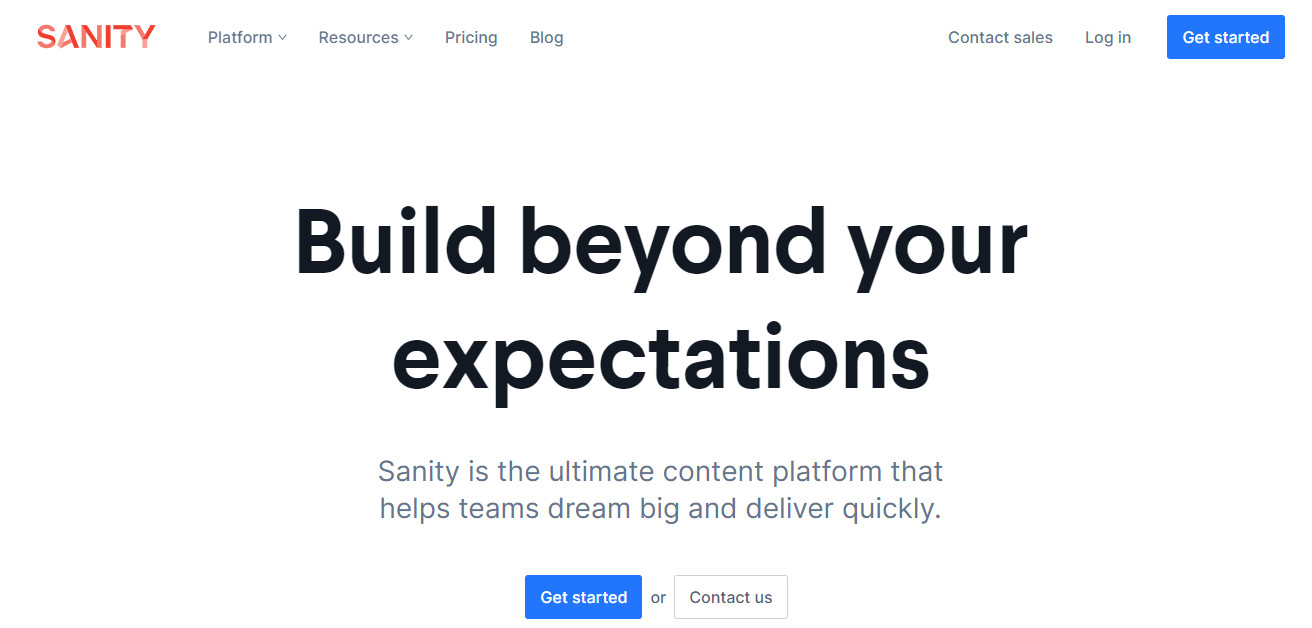 SANITY Platform Resources Pricing Blog Contact sales Log in Get started
Build beyond your
expectations
Sanity is the ultimate content platform that
helps teams dream big and deliver quickly.
Get started or Contact us